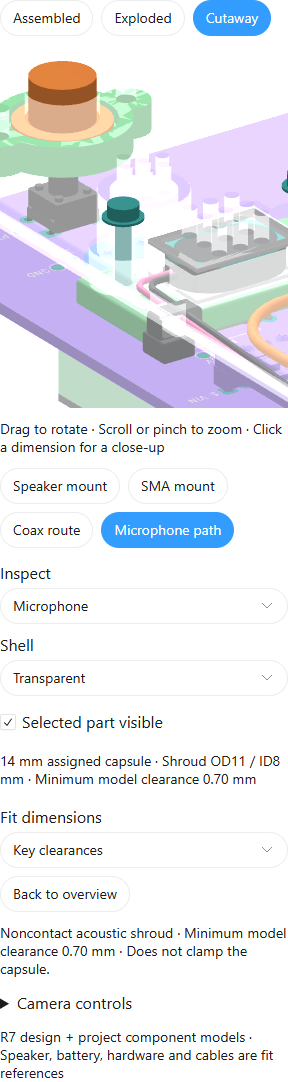 Assembled
Exploded
Cutaway
Drag to rotate · Scroll or pinch to zoom · Click
a dimension for a close-up
Speaker mount
SMA mount
Coax route
Microphone path
Inspect
Microphone
Shell
Transparent
Selected part visible
14 mm assigned capsule · Shroud OD11 / ID8
mm · Minimum model clearance 0.70 mm
Fit dimensions
Key clearances
Back to overview
Noncontact acoustic shroud · Minimum model
clearance 0.70 mm · Does not clamp the
capsule.
Camera controls
R7 design + project component models ·
Speaker, battery, hardware and cables are fit
references